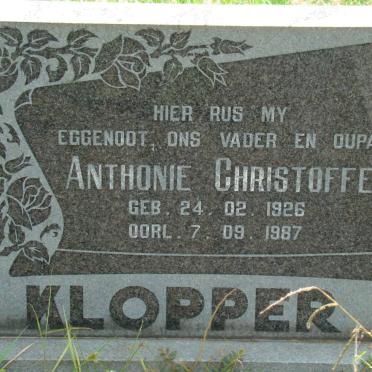 HIER RUS MY
EGGENOOT, ONS VADER EN OUPA
ANTHONIE CHRISTOFFE
GEB. 24. 02. 1926
OORL. 7. 09. 1987
KLOPPER